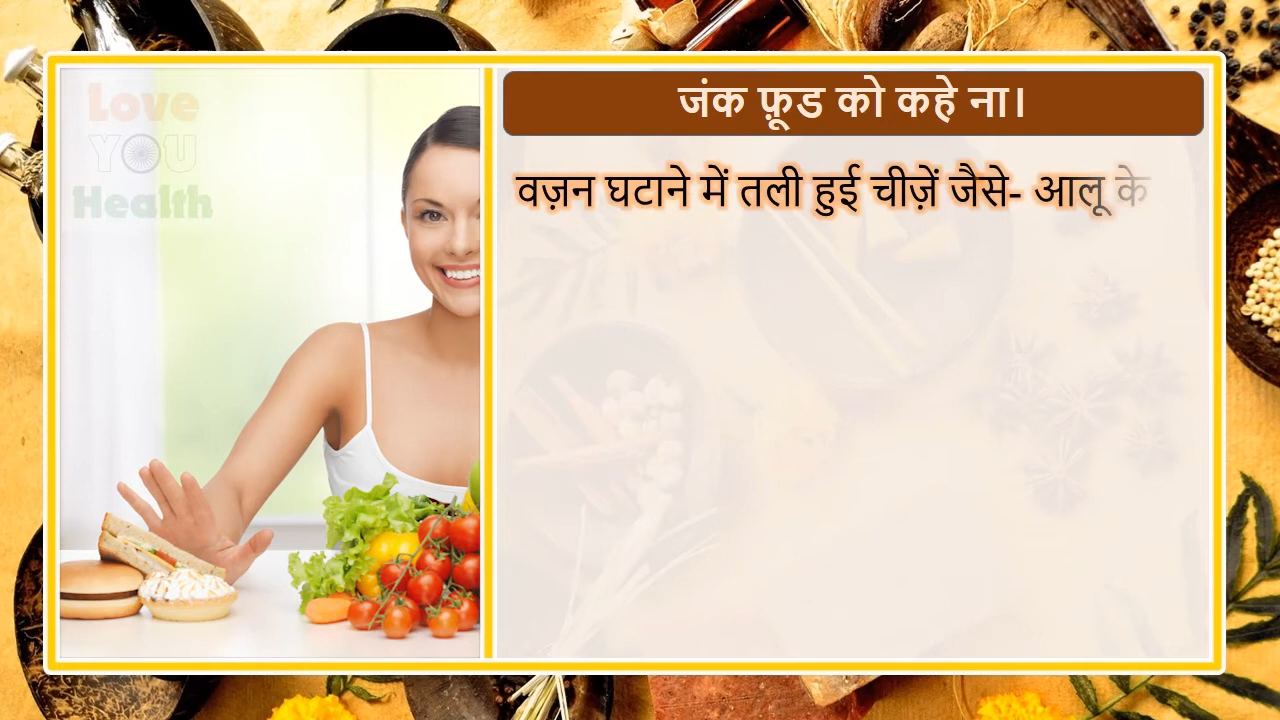 Love
YOU
Health
जंक फ़ूड को कहे ना।
वज़न घटाने में तली हुई चीज़ें जैसे- आलू के